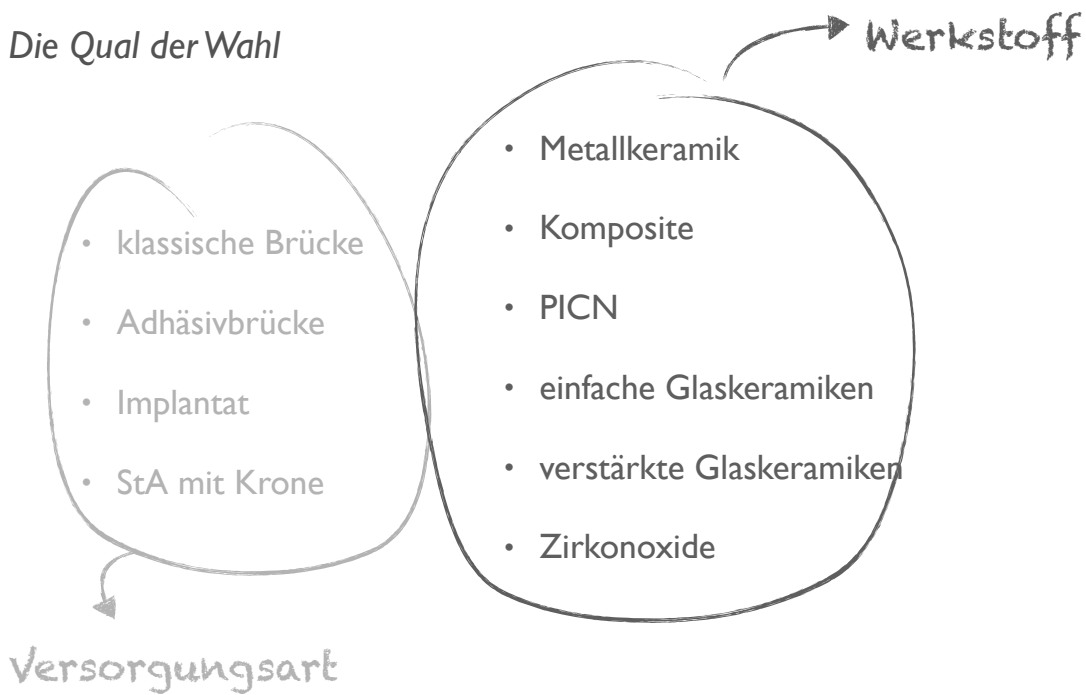 Die Qual der Wahl
Werkstoff
• klassische Brücke
• Adhäsivbrücke
• Implantat
• StA mit Krone
Versorgungsart
• Metallkeramik
• Komposite
• PICN
• einfache Glaskeramiken
• verstärkte Glaskeramiken
• Zirkonoxide